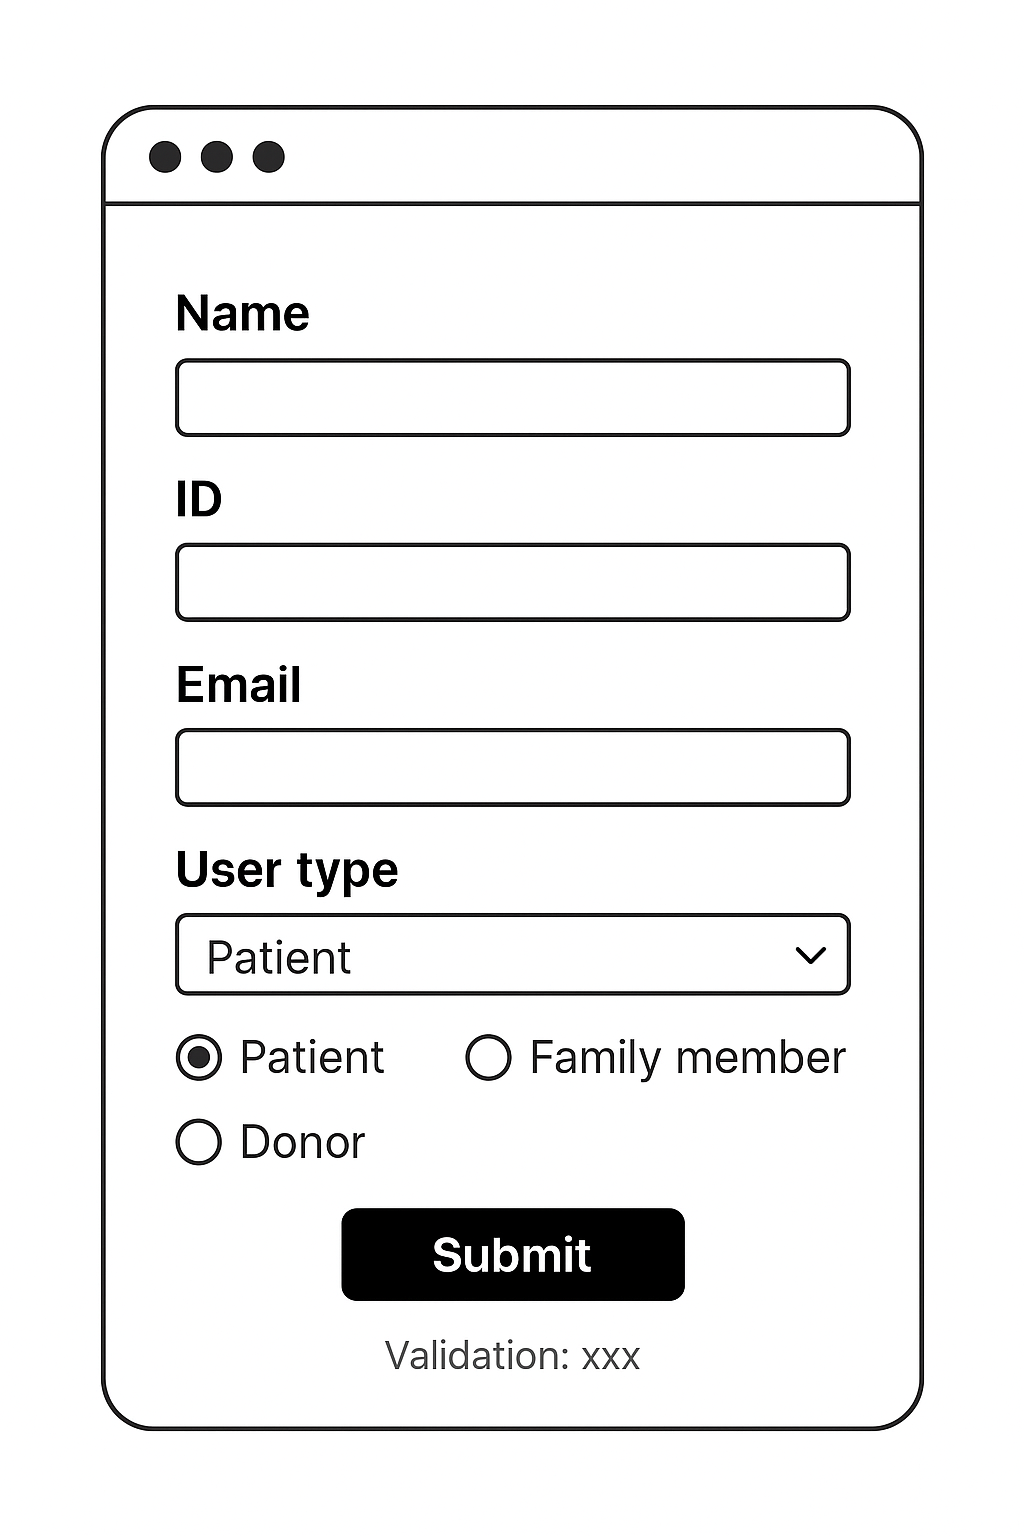 Name
ID
Email
User type
Patient
Patient Family member
Donor
Submit
Validation: xxx